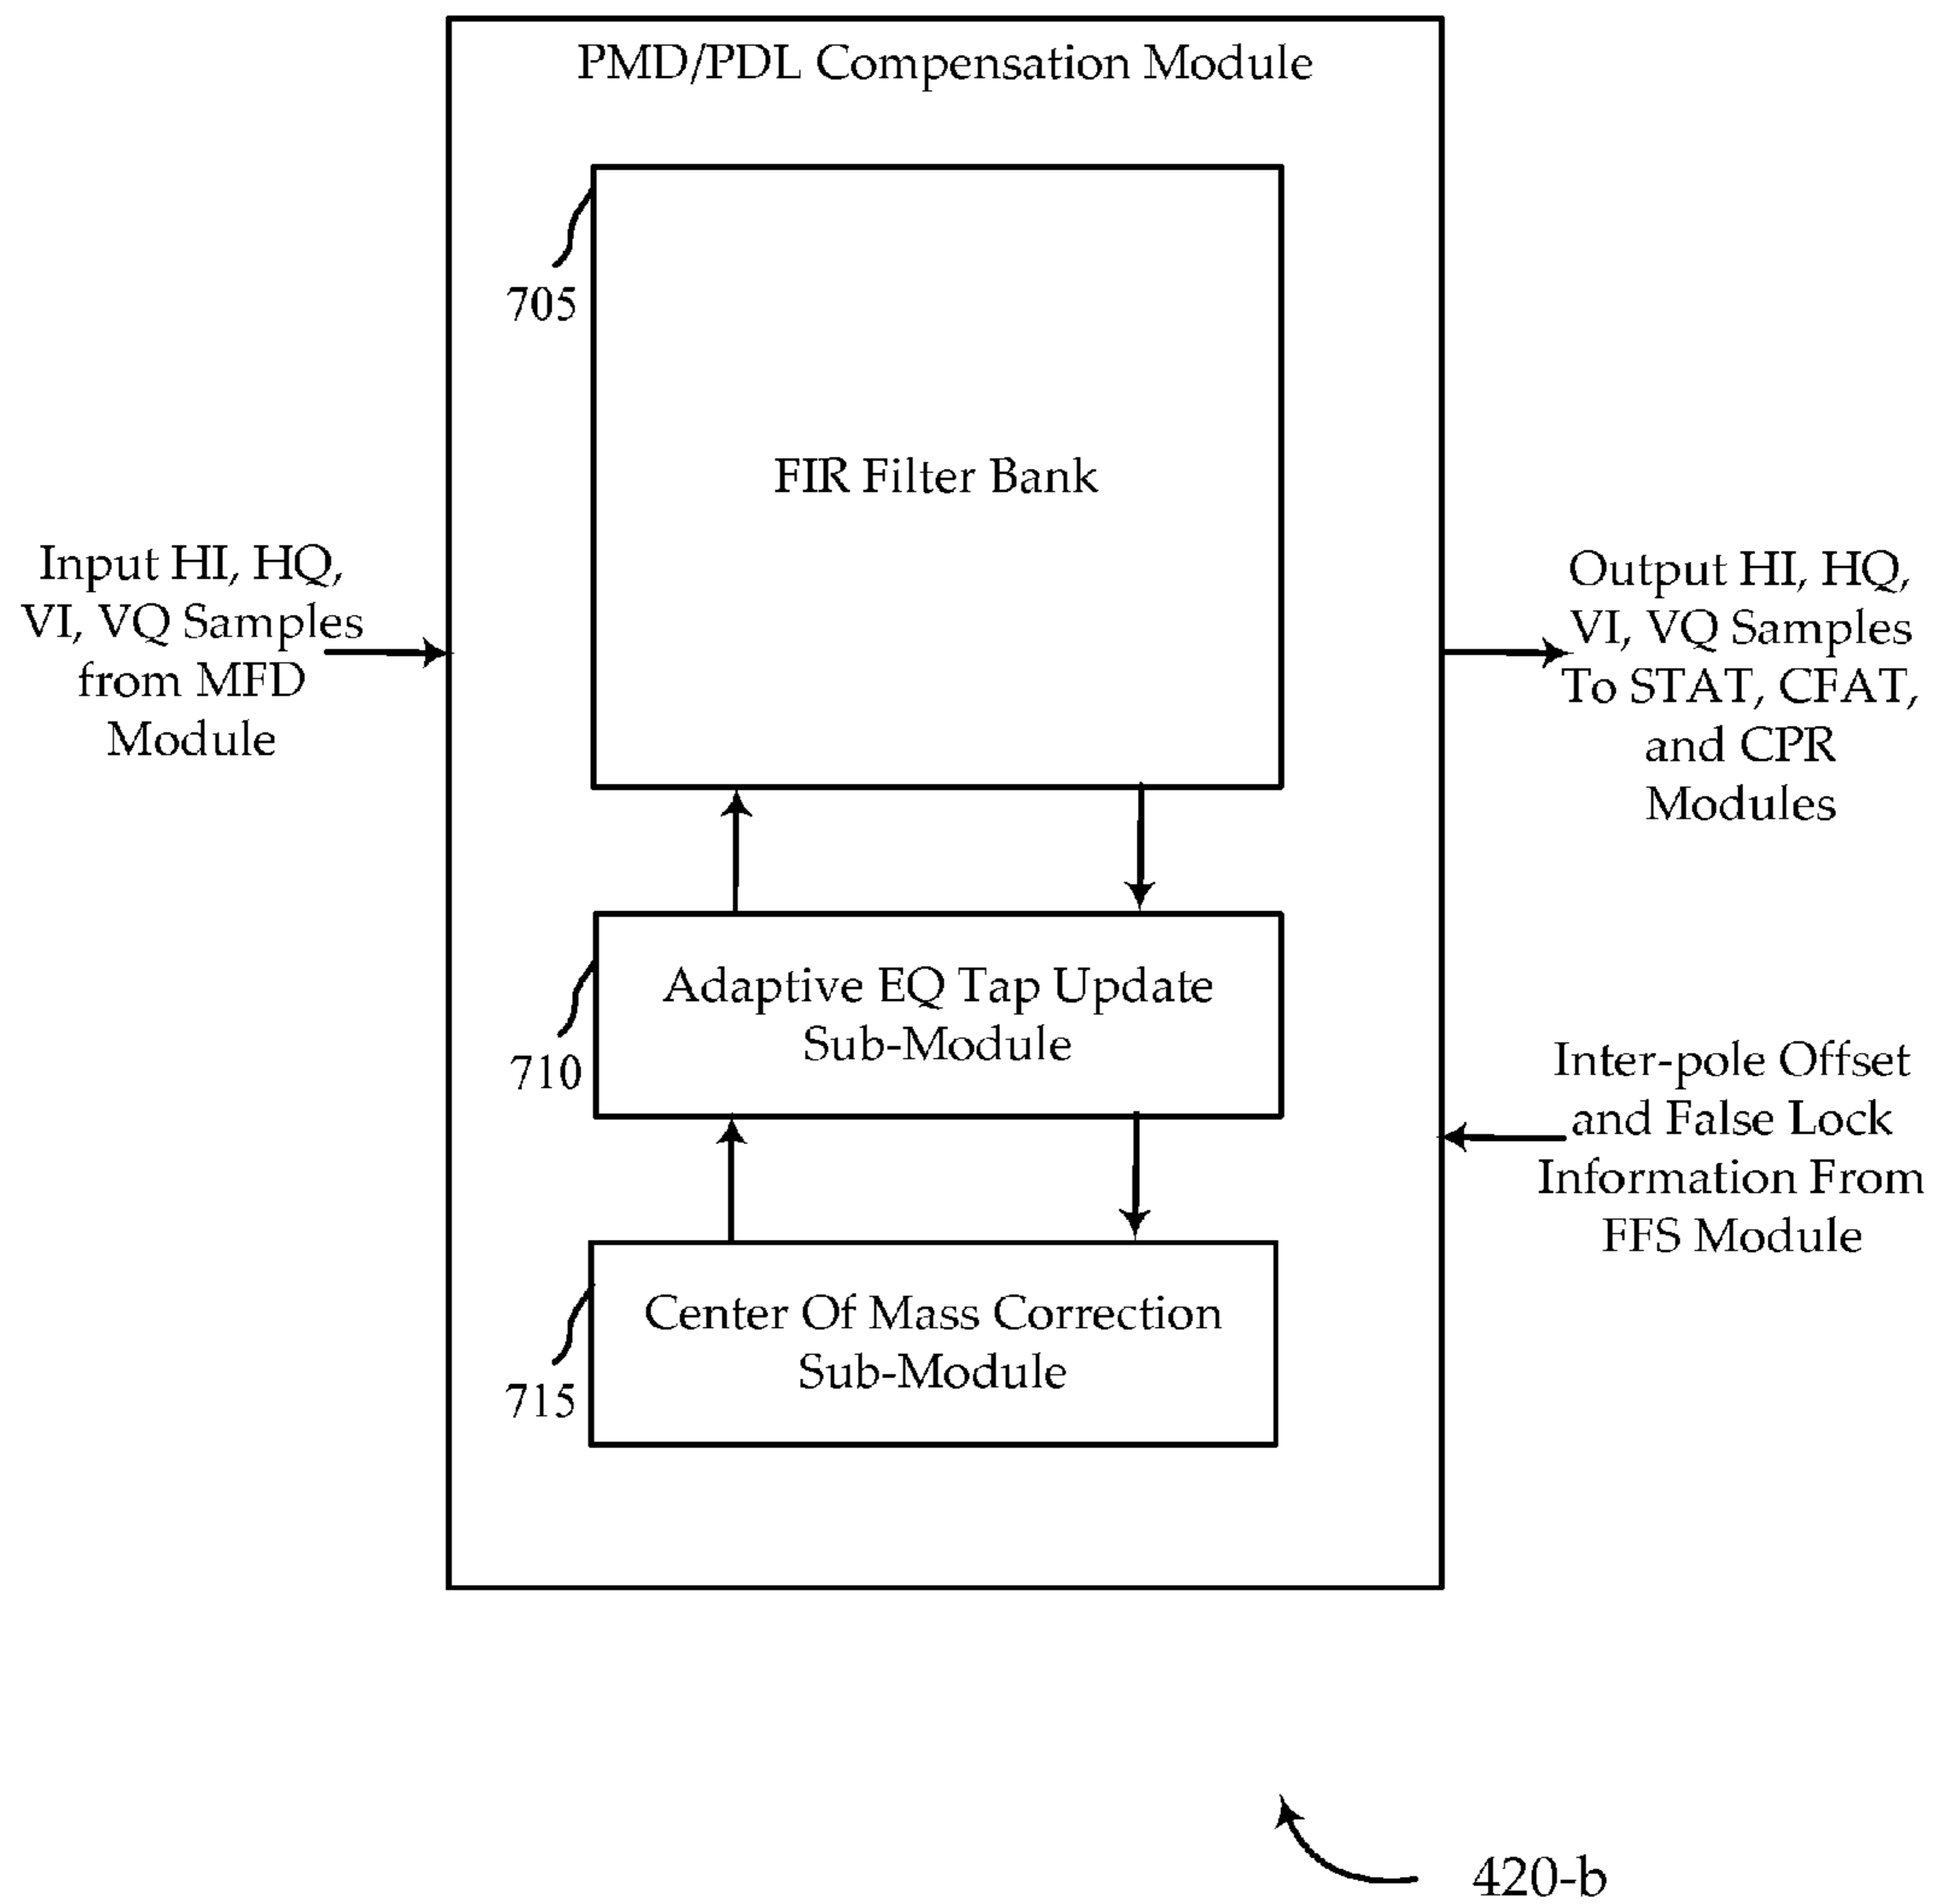 PMD/PDL Compensation Module
705
FIR Filter Bank
Input HI, HQ,
VI, VQ Samples
from MFD
Module
Output HI, HQ,
VI, VQ Samples
To STAT, CFAT,
and CPR
Modules
Adaptive EQ Tap Update
Sub-Module
710
Inter-pole Offset
and False Lock
Information From
FFS Module
Center Of Mass Correction
Sub-Module
715
420-b